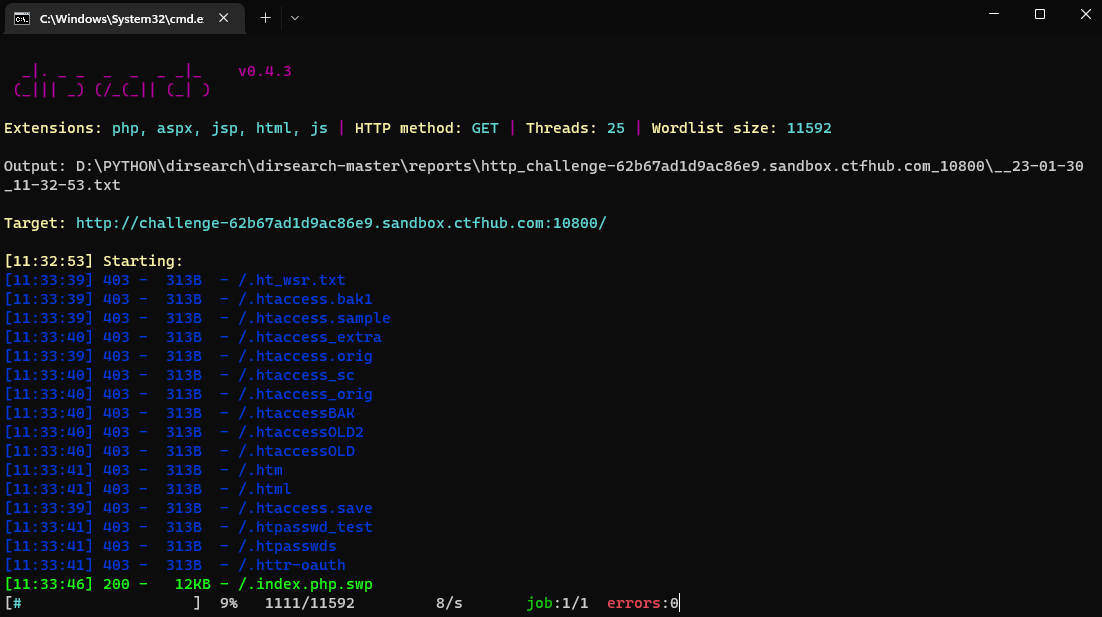 C:\Windows\System32\cmd.e
_|. _ _  _  _  _ _|_    v0.4.3
(_||| _) (/_(_|| (_| )
Extensions: php, aspx, jsp, html, js | HTTP method: GET | Threads: 25 | Wordlist size: 11592
Output: D:\PYTHON\dirsearch\dirsearch-master\reports\http_challenge-62b67ad1d9ac86e9.sandbox.ctfhub.com_10800\__23-01-30
_11-32-53.txt
Target: http://challenge-62b67ad1d9ac86e9.sandbox.ctfhub.com:10800/
[11:32:53] Starting:
[11:33:39] 403 -  313B  - /.ht_wsr.txt
[11:33:39] 403 -  313B  - /.htaccess.bak1
[11:33:39] 403 -  313B  - /.htaccess.sample
[11:33:40] 403 -  313B  - /.htaccess_extra
[11:33:39] 403 -  313B  - /.htaccess.orig
[11:33:40] 403 -  313B  - /.htaccess_sc
[11:33:40] 403 -  313B  - /.htaccess_orig
[11:33:40] 403 -  313B  - /.htaccessBAK
[11:33:40] 403 -  313B  - /.htaccessOLD2
[11:33:40] 403 -  313B  - /.htaccessOLD
[11:33:41] 403 -  313B  - /.htm
[11:33:41] 403 -  313B  - /.html
[11:33:39] 403 -  313B  - /.htaccess.save
[11:33:41] 403 -  313B  - /.htpasswd_test
[11:33:41] 403 -  313B  - /.htpasswds
[11:33:41] 403 -  313B  - /.httr-oauth
[11:33:46] 200 -   12KB - /.index.php.swp
[#                   ]  9%   1111/11592         8/s       job:1/1  errors:0